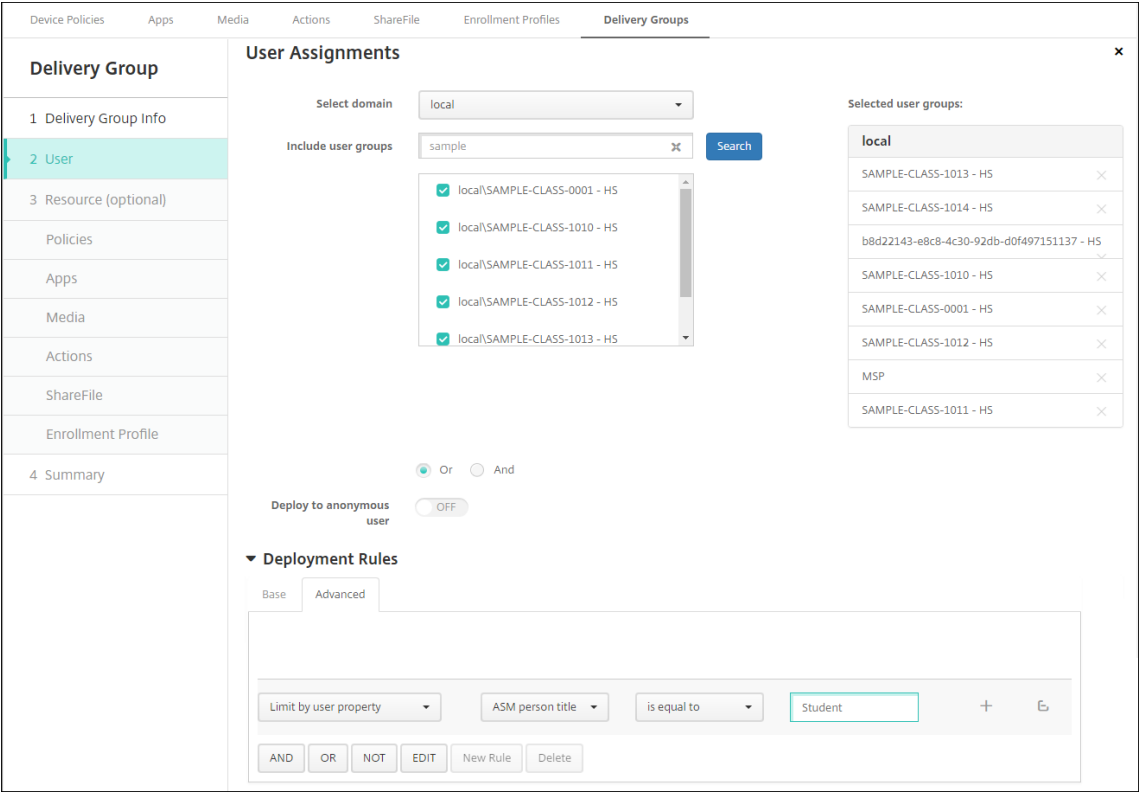 Device Policies Apps Media Actions ShareFile Enrollment Profiles Delivery Groups
Delivery Group
1 Delivery Group Info
2 User
3 Resource (optional)
Policies
Apps
Media
Actions
ShareFile
Enrollment Profile
4 Summary
User Assignments
Select domain local
Include user groups sample Search
local\SAMPLE-CLASS-0001 - HS
local\SAMPLE-CLASS-1010 - HS
local\SAMPLE-CLASS-1011 - HS
local\SAMPLE-CLASS-1012 - HS
local\SAMPLE-CLASS-1013 - HS
Selected user groups:
local
SAMPLE-CLASS-1013 - HS
SAMPLE-CLASS-1014 - HS
b8d22143-e8c8-4c30-92db-d0f497151137 - HS
SAMPLE-CLASS-1010 - HS
SAMPLE-CLASS-0001 - HS
SAMPLE-CLASS-1012 - HS
MSP
SAMPLE-CLASS-1011 - HS
Or And
Deploy to anonymous
user
OFF
Deployment Rules
Base Advanced
Limit by user property ASM person title is equal to Student
AND OR NOT EDIT New Rule Delete